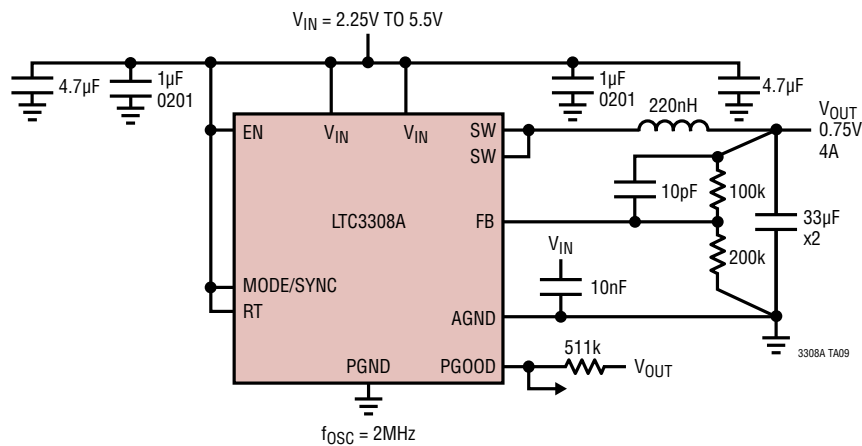 V_IN = 2.25V TO 5.5V
4.7µF
1µF
0201
1µF
0201
4.7µF
220nH
V_OUT
0.75V
4A
EN
V_IN
V_IN
SW
SW
10pF
100k
33µF
x2
LTC3308A
FB
V_IN
200k
MODE/SYNC
10nF
RT
AGND
3308A TA09
511k
PGND
PGOOD
V_OUT
f_OSC = 2MHz